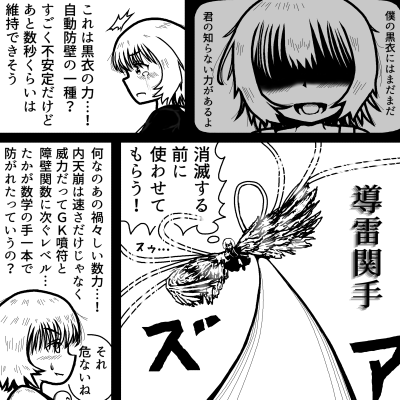 僕の黒衣にはまだまだ
君の知らない力があるよ
これは黒衣の力…！
自動防壁の一種？
すごく不安定だけど
あと数秒くらいは
維持できそう
消滅する
前に
使わせて
もらう！
スゥ…
導雷関手
ズ
ア
何なのあの禍々しい数力…！
内天崩は速さだけじゃなく
威力だってＧＫ噴符と
障壁関数に次ぐレベル…
たかが数学の手一本で
防がれたっていうの？
それ
危ないね